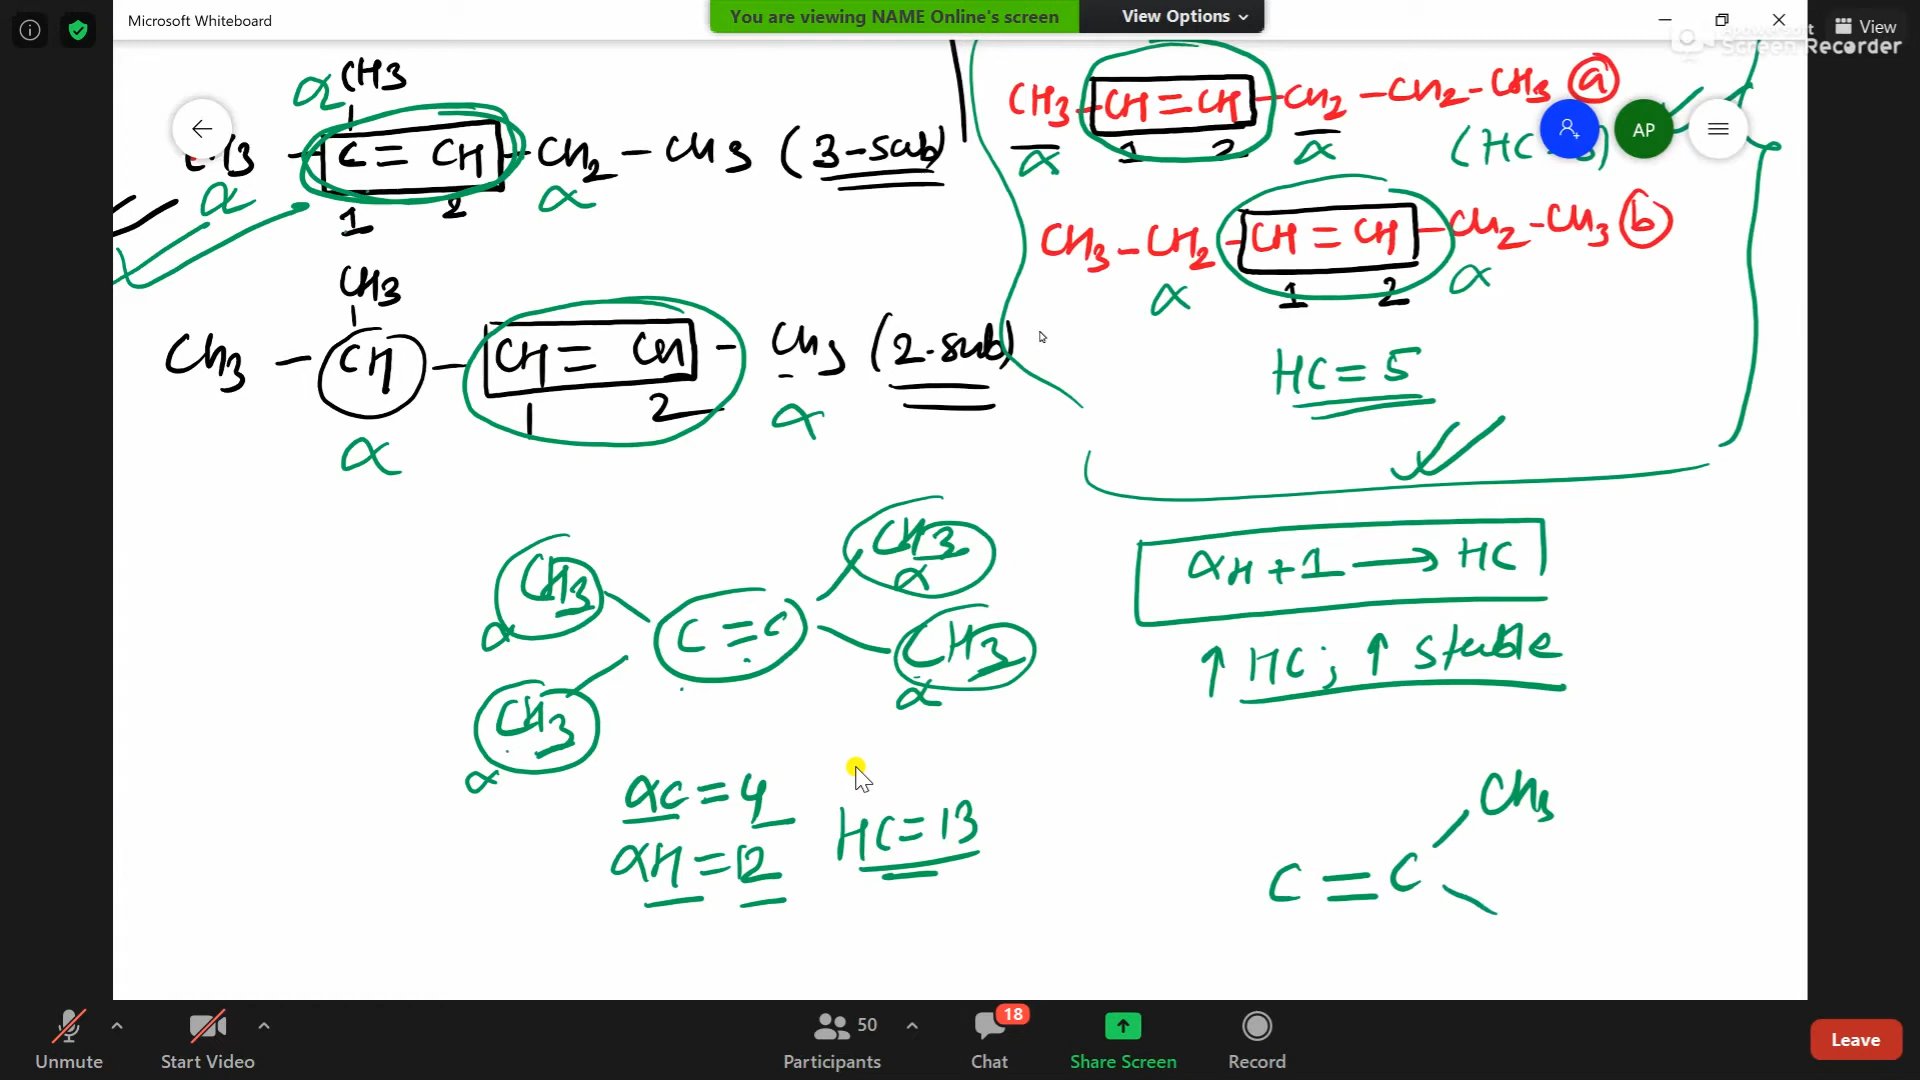 Microsoft Whiteboard
You are viewing NAME Online's screen
View Options
View
Screen Recorder
CH3
α
CH3 - C = CH - CH2 - CH3 (3-sub)
α α
1 2
CH3
CH3 - CH - CH = CH - CH3 (2-sub)
1 2
α α
CH3 - CH = CH - CH2 - CH2 - CH3 (a)
α 1 2 α
AP
CH3 - CH2 - CH = CH - CH2 - CH3 (b)
α 1 2 α
HC = 5
CH3 CH3
α α
C = C
CH3 CH3
α α
αC = 4
αH = 12
HC = 13
αH + 1 → HC
↑ HC ; ↑ stable
CH3
C = C
Unmute
Start Video
50
Participants
18
Chat
Share Screen
Record
Leave